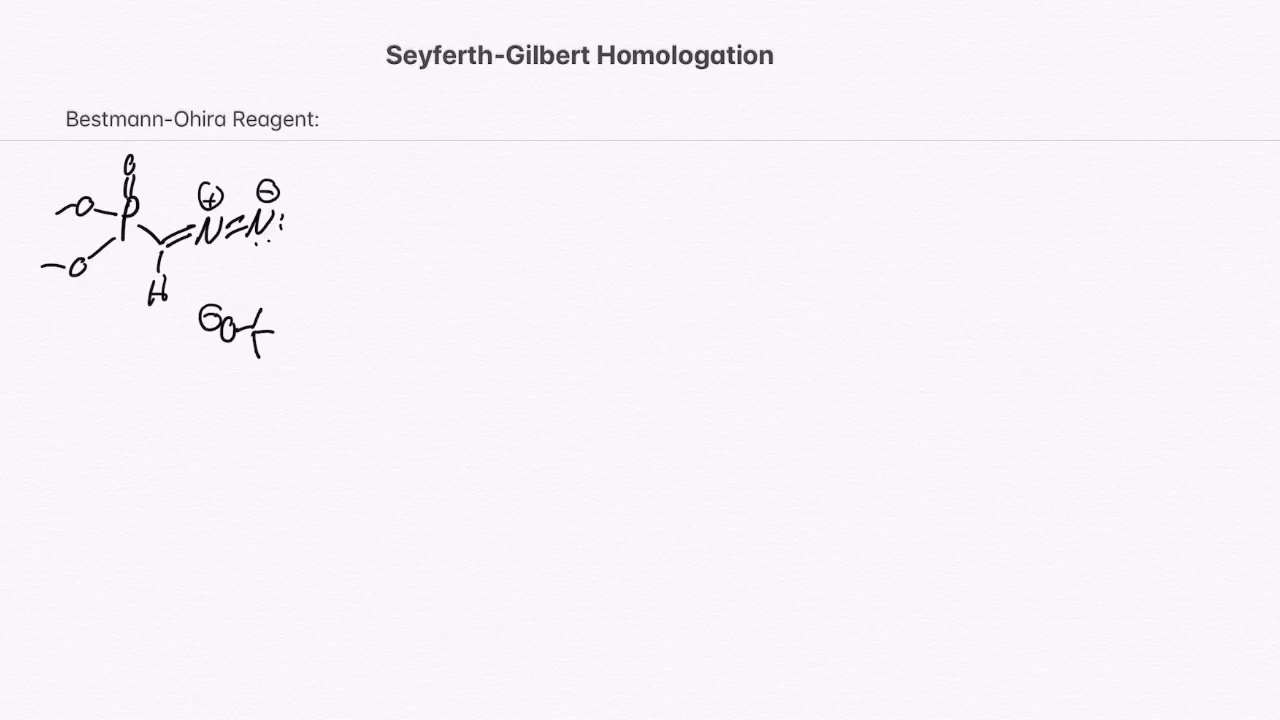 Seyferth-Gilbert Homologation
Bestmann-Ohira Reagent:
O
⊕ ⊖
O P N N:
O
H
⊖O